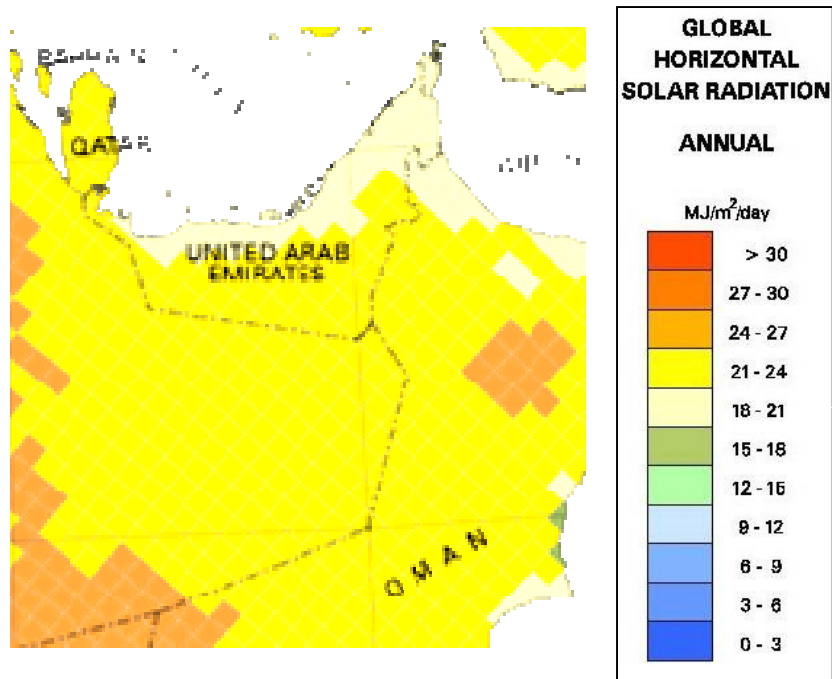 QATAR
UNITED ARAB
EMIRATES
OMAN
GLOBAL
HORIZONTAL
SOLAR RADIATION
ANNUAL
MJ/m²/day
> 30
27 - 30
24 - 27
21 - 24
18 - 21
15 - 18
12 - 15
9 - 12
6 - 9
3 - 6
0 - 3